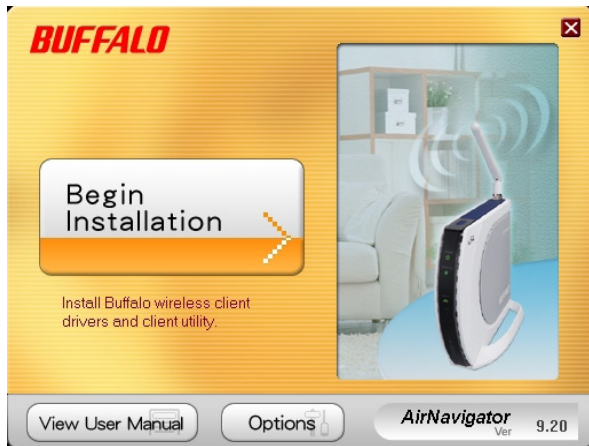 BUFFALO
Begin
Installation
Install Buffalo wireless client
drivers and client utility.
View User Manual
Options
AirNavigator
Ver 9.20